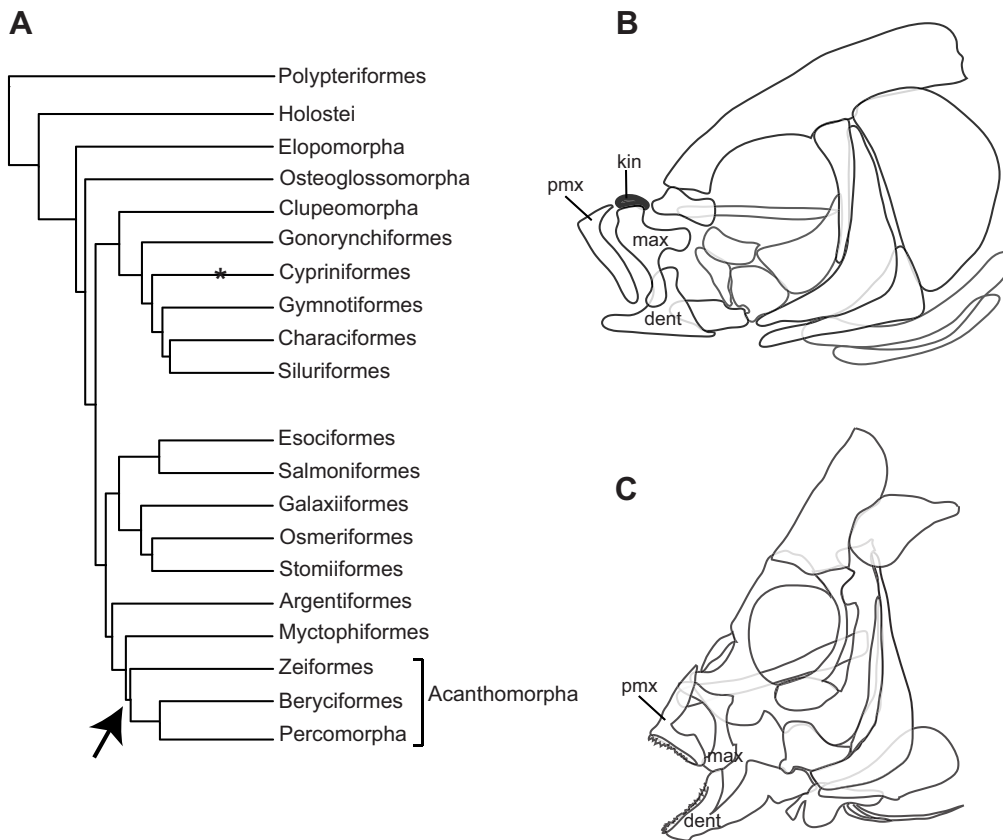 A
Polypteriformes
Holostei
Elopomorpha
Osteoglossomorpha
Clupeomorpha
Gonorynchiformes
*
Cypriniformes
Gymnotiformes
Characiformes
Siluriformes
Esociformes
Salmoniformes
Galaxiiformes
Osmeriformes
Stomiiformes
Argentiformes
Myctophiformes
Zeiformes
Beryciformes
Percomorpha
Acanthomorpha
B
kin
pmx
max
dent
C
pmx
max
dent